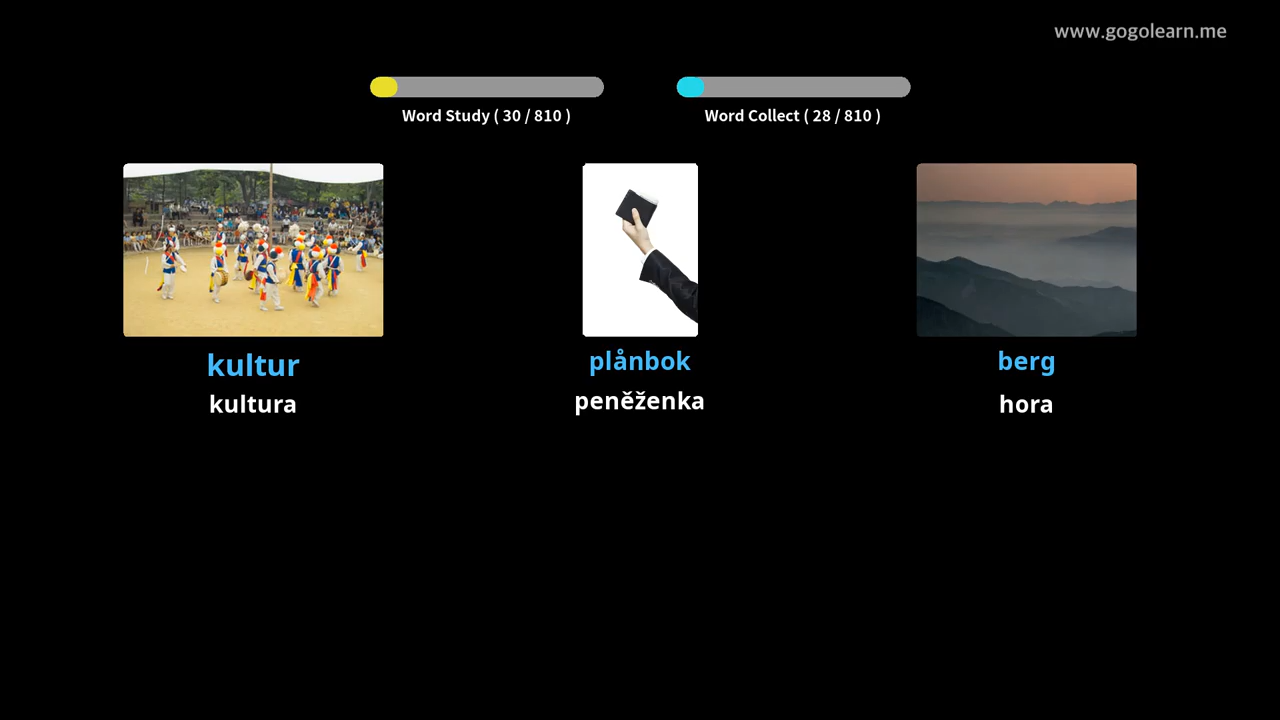 www.gogolearn.me
Word Study ( 30 / 810 )
Word Collect ( 28 / 810 )
kultur
kultura
plånbok
peněženka
berg
hora